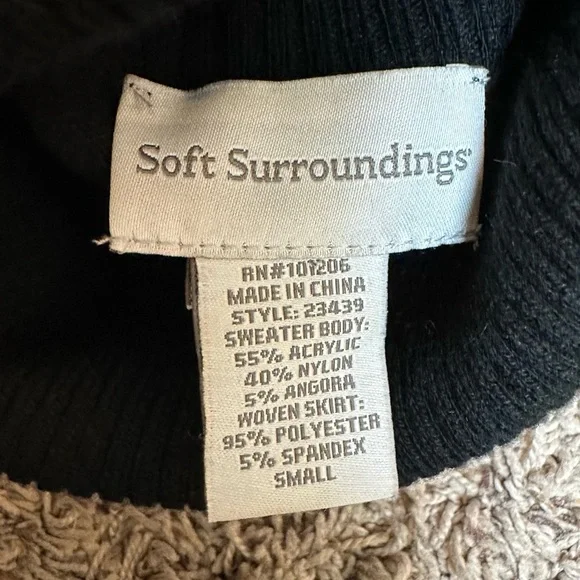 Soft Surroundings®
RN#101206
MADE IN CHINA
STYLE: 23439
SWEATER BODY:
55% ACRYLIC
40% NYLON
5% ANGORA
WOVEN SKIRT:
95% POLYESTER
5% SPANDEX
SMALL